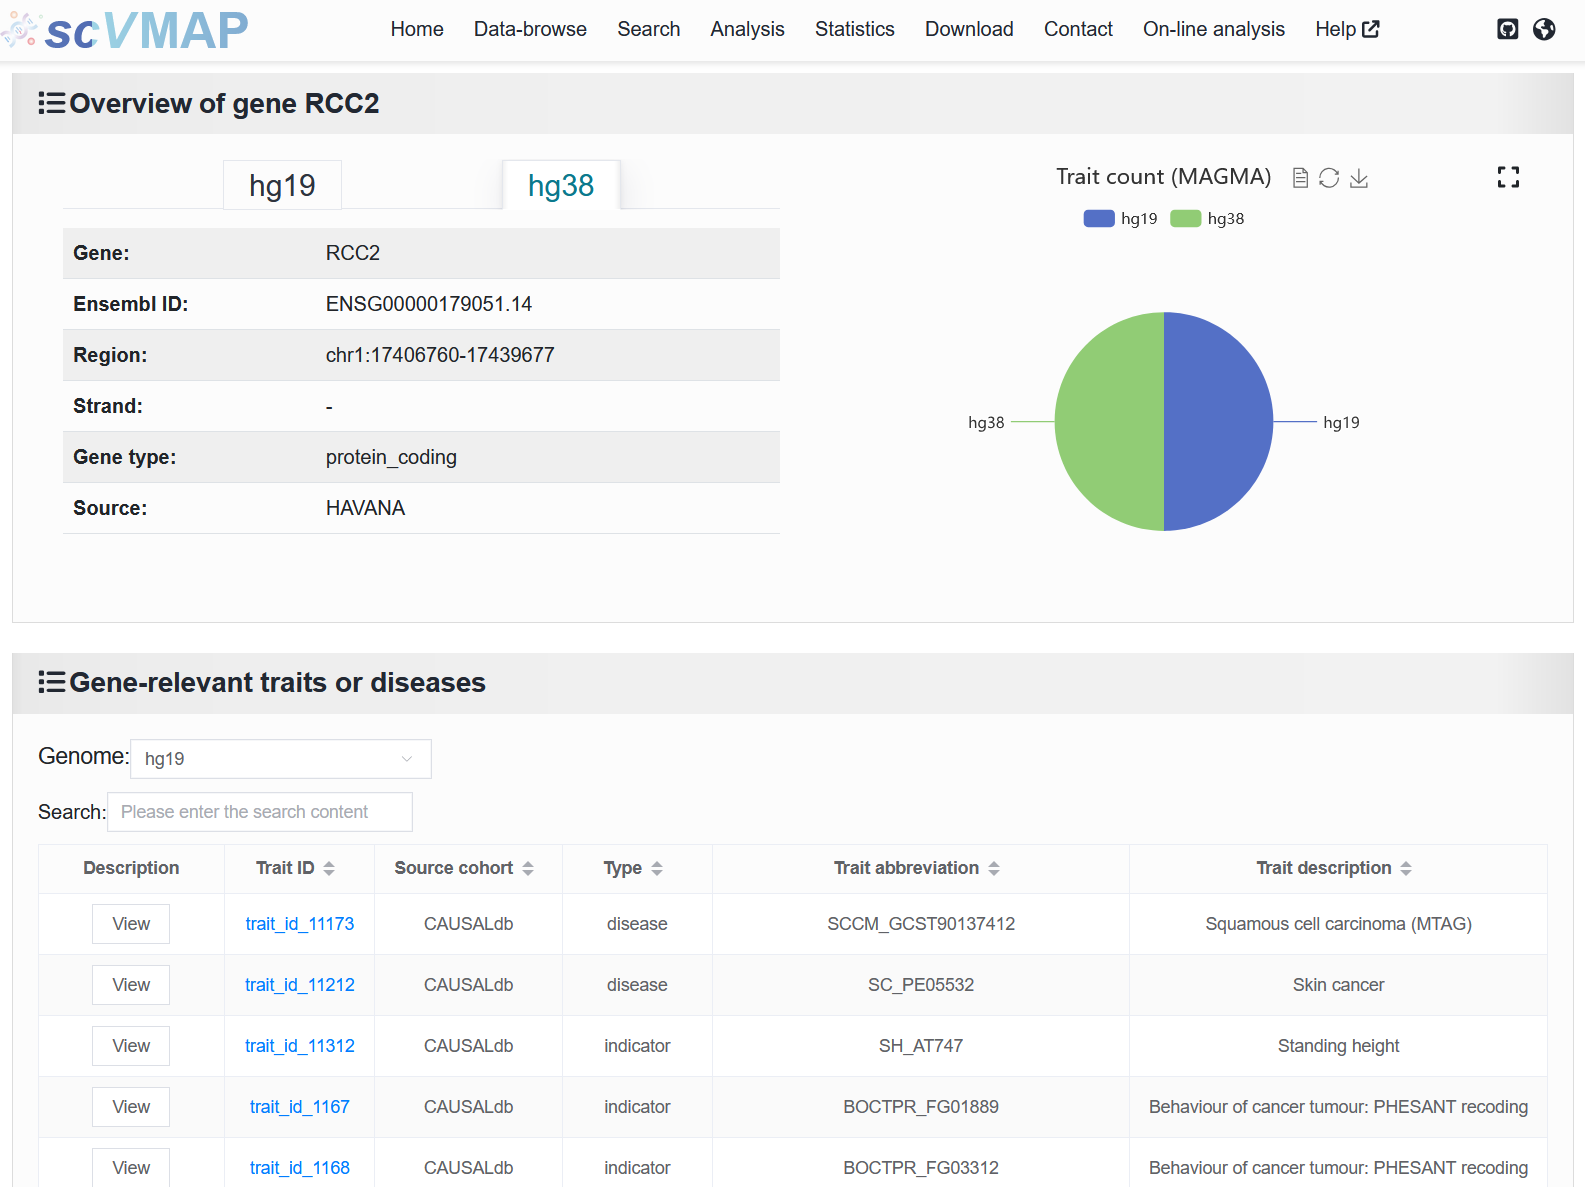 scVMAP Home Data-browse Search Analysis Statistics Download Contact On-line analysis Help
Overview of gene RCC2
hg19 hg38
Gene: RCC2
Ensembl ID: ENSG00000179051.14
Region: chr1:17406760-17439677
Strand: -
Gene type: protein_coding
Source: HAVANA
Trait count (MAGMA)
hg19 hg38
hg38 hg19
Gene-relevant traits or diseases
Genome: hg19
Search: Please enter the search content
Description Trait ID Source cohort Type Trait abbreviation Trait description
View trait_id_11173 CAUSALdb disease SCCM_GCST90137412 Squamous cell carcinoma (MTAG)
View trait_id_11212 CAUSALdb disease SC_PE05532 Skin cancer
View trait_id_11312 CAUSALdb indicator SH_AT747 Standing height
View trait_id_1167 CAUSALdb indicator BOCTPR_FG01889 Behaviour of cancer tumour: PHESANT recoding
View trait_id_1168 CAUSALdb indicator BOCTPR_FG03312 Behaviour of cancer tumour: PHESANT recoding